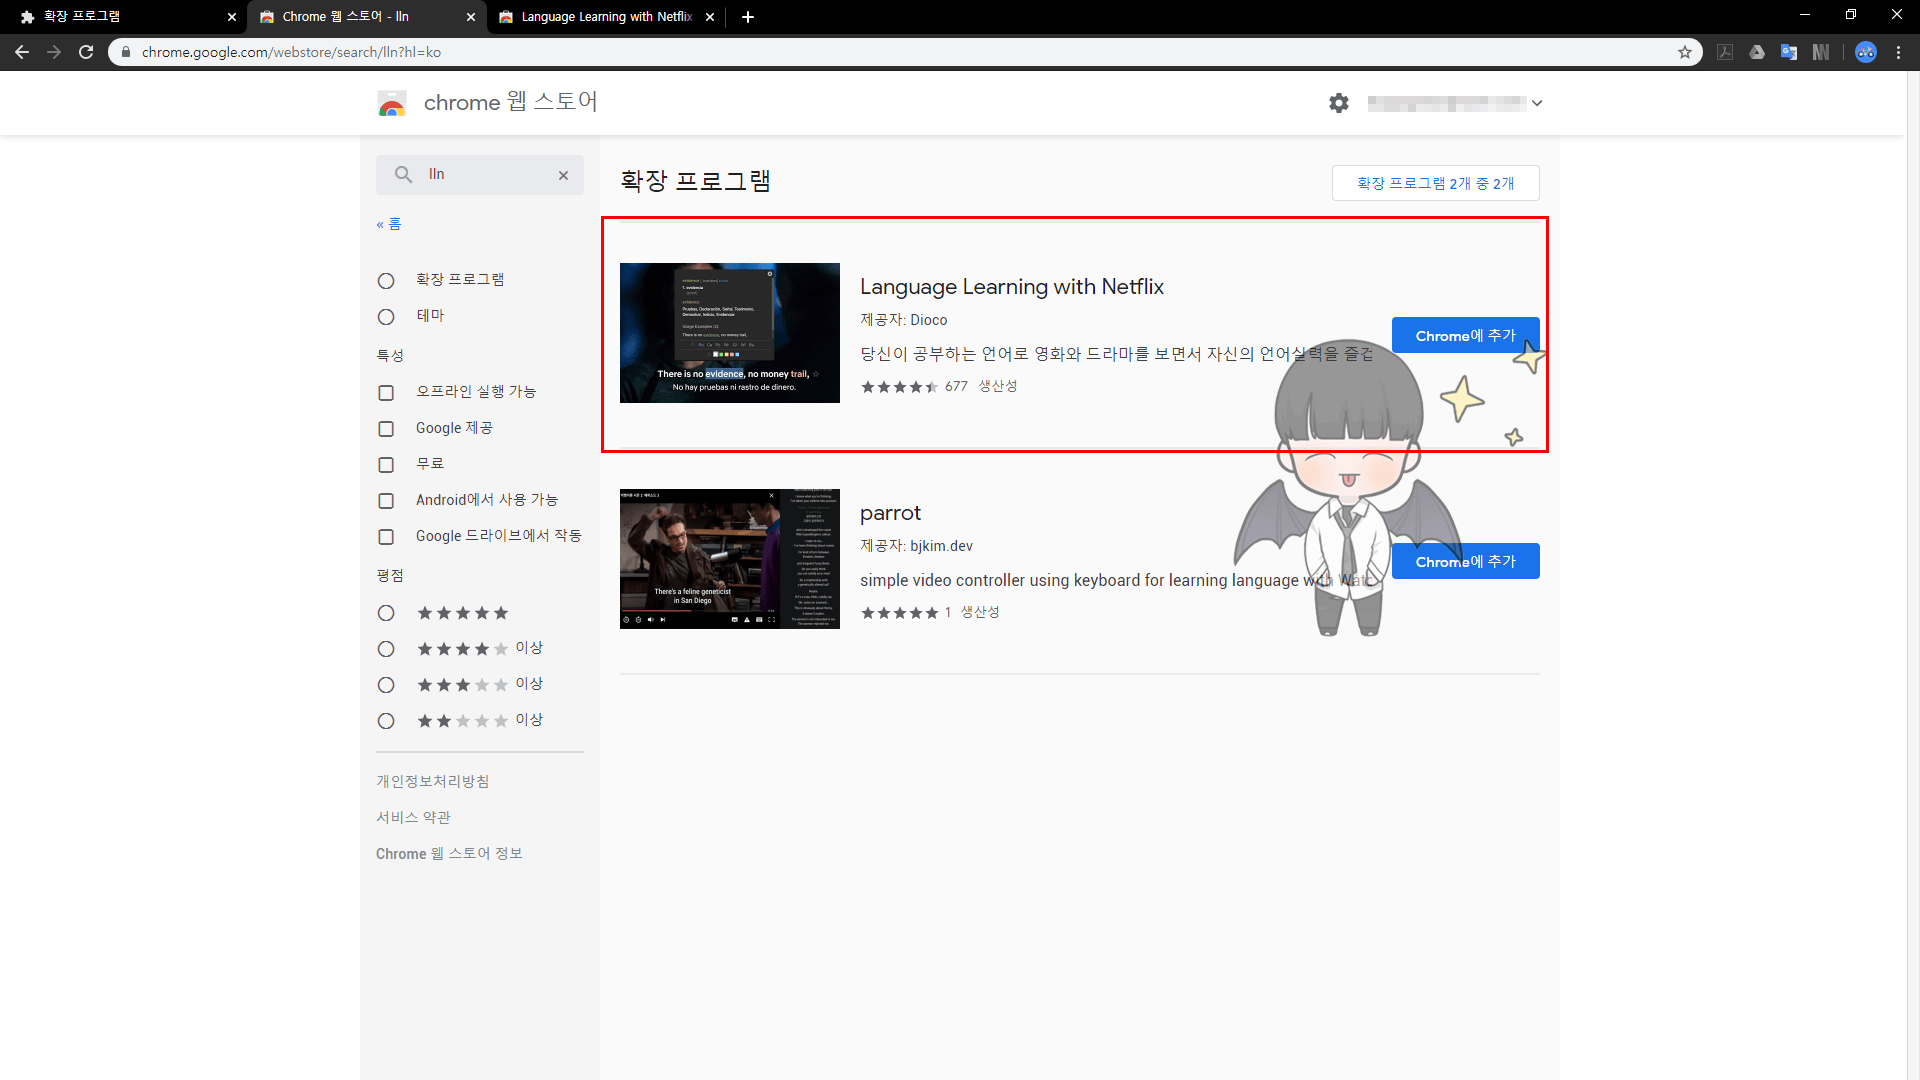 확장 프로그램
Chrome 웹 스토어 - lln
Language Learning with Netflix
chrome.google.com/webstore/search/lln?hl=ko
chrome 웹 스토어
lln
« 홈
확장 프로그램
테마
특성
오프라인 실행 가능
Google 제공
무료
Android에서 사용 가능
Google 드라이브에서 작동
평점
이상
이상
이상
개인정보처리방침
서비스 약관
Chrome 웹 스토어 정보
확장 프로그램
확장 프로그램 2개 중 2개
evidence
Usage Examples
There is no evidence, no money trail,
No hay pruebas ni rastro de dinero.
Language Learning with Netflix
제공자: Dioco
당신이 공부하는 언어로 영화와 드라마를 보면서 자신의 언어실력을 즐겁
677 생산성
Chrome에 추가
There's a feline geneticist
in San Diego
parrot
제공자: bjkim.dev
simple video controller using keyboard for learning language with Watc
1 생산성
Chrome에 추가